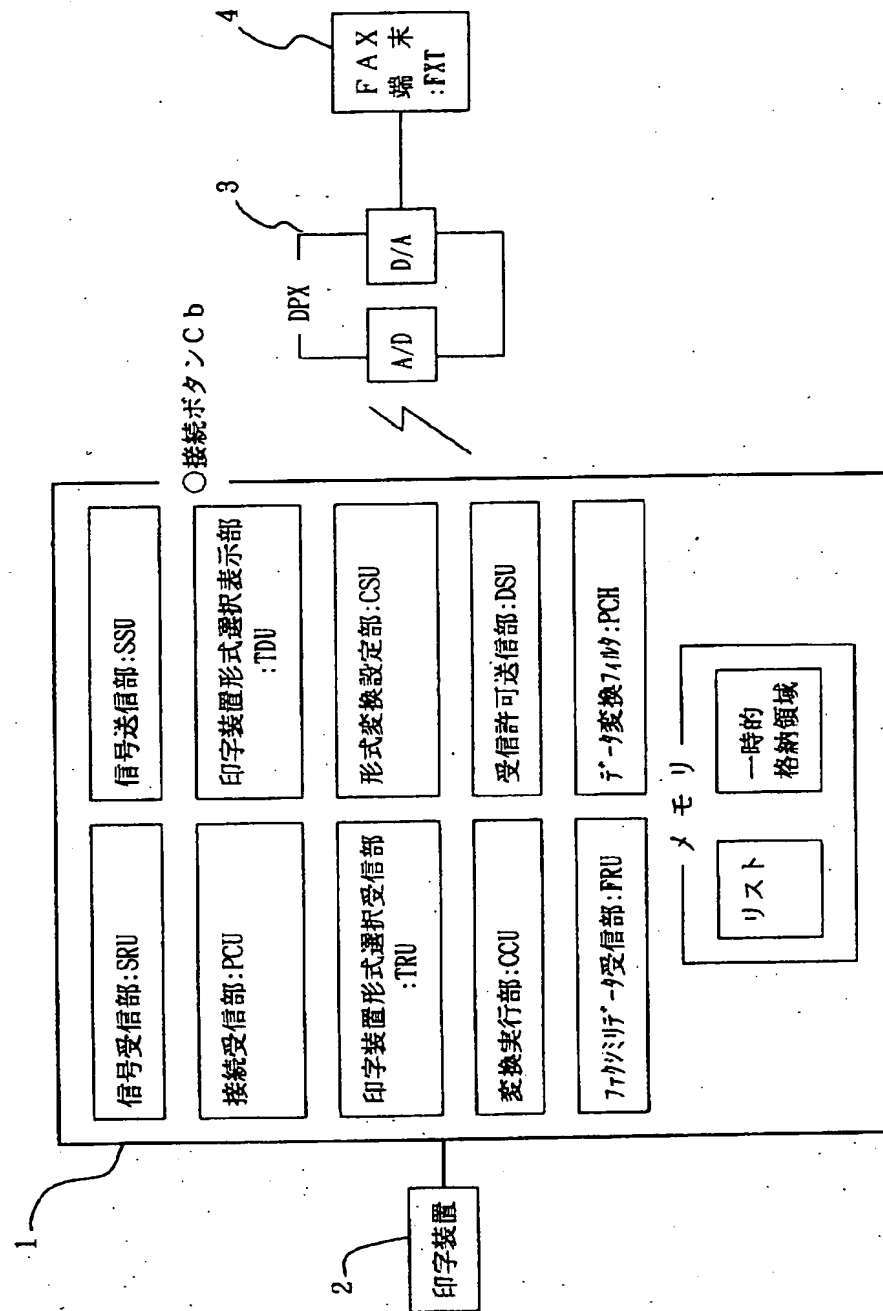 1
信号受信部:SRU
信号送信部:SSU
接続受信部:PCU
印字装置形式選択表示部
:TDU
○接続ボタンCb
印字装置形式選択受信部
:TRU
形式変換設定部:CSU
変換実行部:CCU
受信許可送信部:DSU
ファクシミリデータ受信部:FRU
データ変換フィルタ:PCH
メモリ
リスト
一時的
格納領域
2
印字装置
3
DPX
A/D
D/A
4
FAX
端末
:FXT